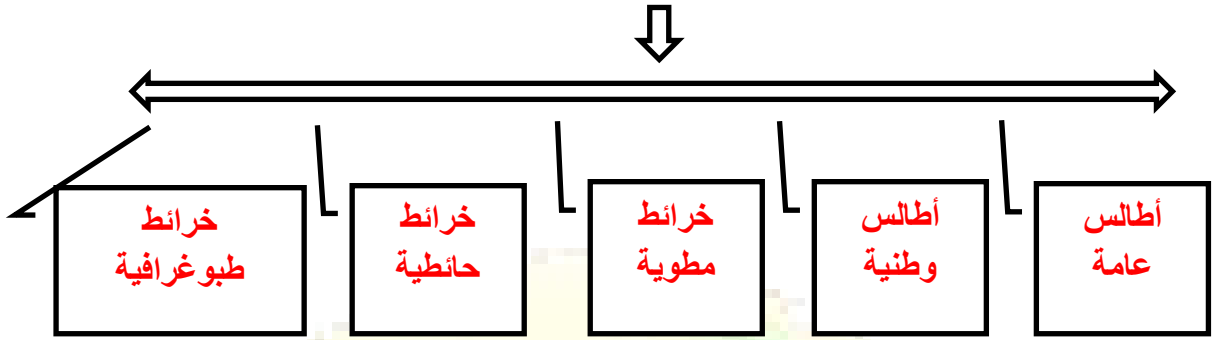 أطالس
عامة
أطالس
وطنية
خرائط
مطوية
خرائط
حائطية
خرائط
طبوغرافية